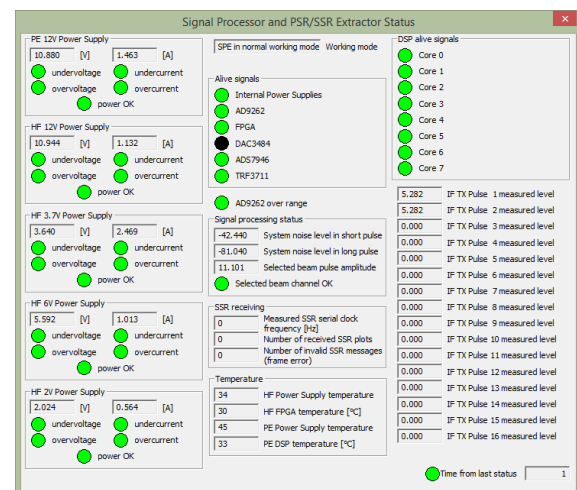 Signal Processor and PSR/SSR Extractor Status
PE 12V Power Supply
10.880 [V] 1.463 [A]
undervoltage undercurrent
overvoltage overcurrent
power OK
HF 12V Power Supply
10.944 [V] 1.132 [A]
undervoltage undercurrent
overvoltage overcurrent
power OK
HF 3.7V Power Supply
3.640 [V] 2.469 [A]
undervoltage undercurrent
overvoltage overcurrent
power OK
HF 6V Power Supply
5.592 [V] 1.013 [A]
undervoltage undercurrent
overvoltage overcurrent
power OK
HF 2V Power Supply
2.024 [V] 0.564 [A]
undervoltage undercurrent
overvoltage overcurrent
power OK
SPE in normal working mode Working mode
Alive signals
Internal Power Supplies
AD9262
FPGA
DAC3484
ADS7946
TRF3711
AD9262 over range
Signal processing status
-42.440 System noise level in short pulse
-81.040 System noise level in long pulse
11.101 Selected beam pulse amplitude
Selected beam channel OK
SSR receiving
0 Measured SSR serial clock
frequency [Hz]
0 Number of received SSR plots
0 Number of invalid SSR messages
(frame error)
Temperature
34 HF Power Supply temperature
30 HF FPGA temperature [°C]
45 PE Power Supply temperature
33 PE DSP temperature [°C]
DSP alive signals
Core 0
Core 1
Core 2
Core 3
Core 4
Core 5
Core 6
Core 7
5.282 IF TX Pulse 1 measured level
5.282 IF TX Pulse 2 measured level
0.000 IF TX Pulse 3 measured level
0.000 IF TX Pulse 4 measured level
0.000 IF TX Pulse 5 measured level
0.000 IF TX Pulse 6 measured level
0.000 IF TX Pulse 7 measured level
0.000 IF TX Pulse 8 measured level
0.000 IF TX Pulse 9 measured level
0.000 IF TX Pulse 10 measured level
0.000 IF TX Pulse 11 measured level
0.000 IF TX Pulse 12 measured level
0.000 IF TX Pulse 13 measured level
0.000 IF TX Pulse 14 measured level
0.000 IF TX Pulse 15 measured level
0.000 IF TX Pulse 16 measured level
Time from last status 1